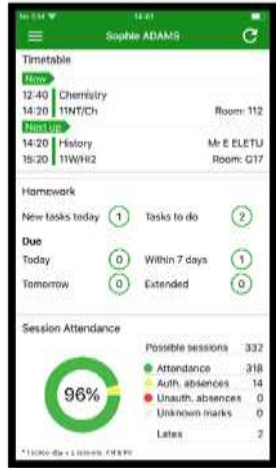 No SIM 14:01
Sophie ADAMS
Timetable
Now
12:40 Chemistry
14:20 11NT/Ch Room: 112
Next up
14:20 History Mr E ELETU
15:20 11W/Hi2 Room: G17
Homework
New tasks today 1 Tasks to do 2
Due
Today 0 Within 7 days 1
Tomorrow 0 Extended 0
Session Attendance
Possible sessions 332
96%
Attendance 318
Auth. absences 14
Unauth. absences 0
Unknown marks 0
Lates 2